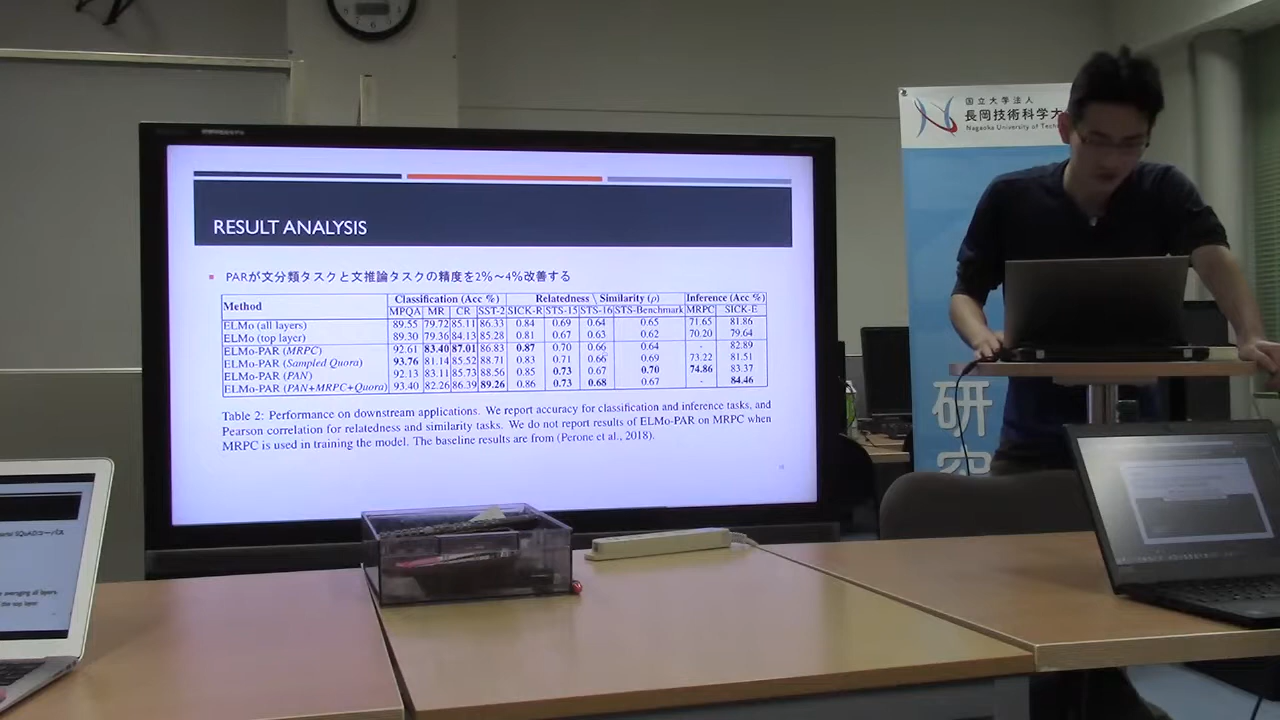 RESULT ANALYSIS
PARが文分類タスクと文推論タスクの精度を2%～4%改善する
Method Classification (Acc %) Relatedness \ Similarity (ρ) Inference (Acc %)
MPQA MR CR SST-2 SICK-R STS-15 STS-16 STS-Benchmark MRPC SICK-E
ELMo (all layers) 89.55 79.72 85.11 86.33 0.84 0.69 0.64 0.65 71.65 81.86
ELMo (top layer) 89.30 79.36 84.13 85.28 0.81 0.67 0.63 0.62 70.20 79.64
ELMo-PAR (MRPC) 92.61 83.40 87.01 86.83 0.87 0.70 0.66 0.64 - 82.89
ELMo-PAR (Sampled Quora) 93.76 81.14 85.52 88.71 0.83 0.71 0.66 0.69 73.22 81.51
ELMo-PAR (PAN) 92.13 83.11 85.73 88.56 0.85 0.73 0.67 0.70 74.86 83.37
ELMo-PAR (PAN+MRPC+Quora) 93.40 82.26 86.39 89.26 0.86 0.73 0.68 0.67 - 84.46
Table 2: Performance on downstream applications. We report accuracy for classification and inference tasks, and
Pearson correlation for relatedness and similarity tasks. We do not report results of ELMo-PAR on MRPC when
MRPC is used in training the model. The baseline results are from (Perone et al., 2018).
国立大学法人
長岡技術科学大
Nagaoka University of Techn
研
averaging all layers,
the top layer